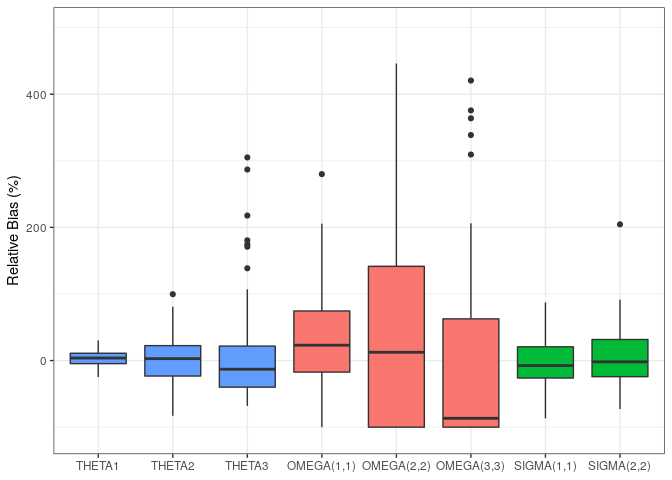 Relative Bias (%)
400
200
0
THETA1 THETA2 THETA3 OMEGA(1,1) OMEGA(2,2) OMEGA(3,3) SIGMA(1,1) SIGMA(2,2)